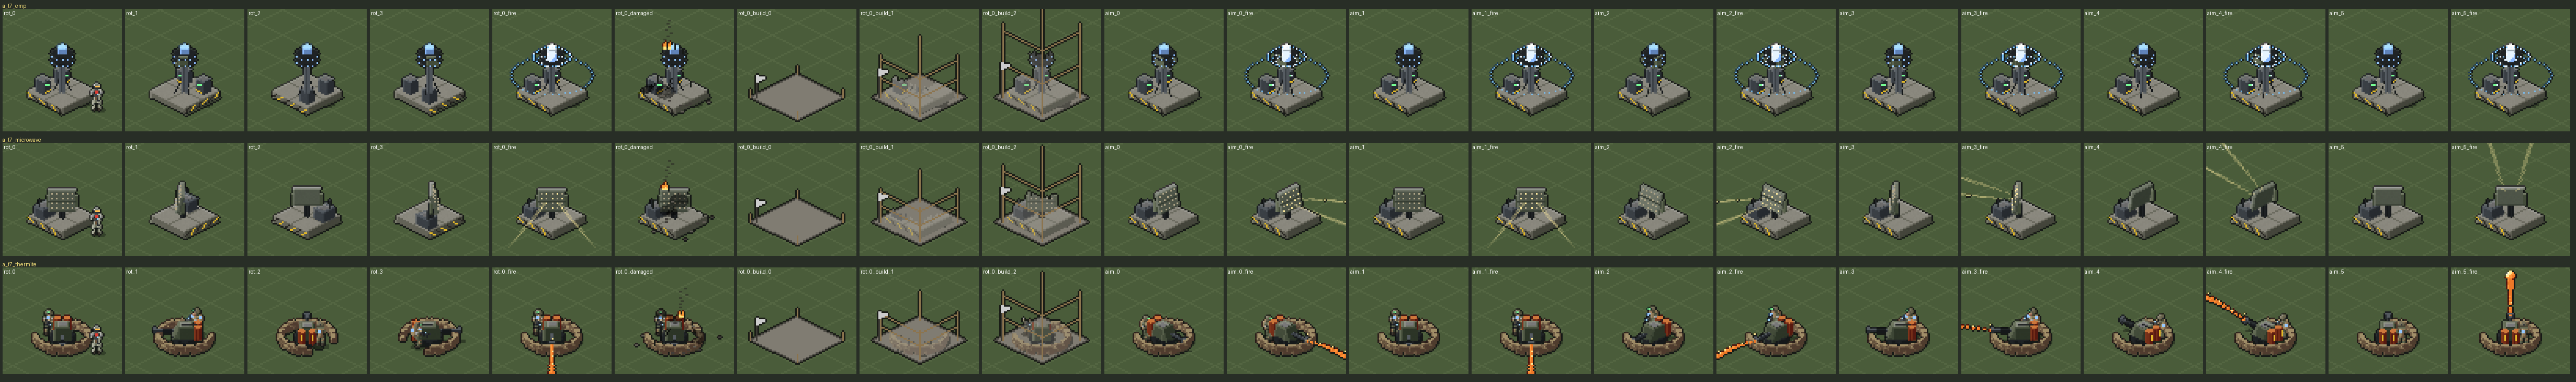 a_t7_emp
rot_0 rot_1 rot_2 rot_3 rot_0_fire rot_0_damaged rot_0_build_0 rot_0_build_1 rot_0_build_2 aim_0 aim_0_fire aim_1 aim_1_fire aim_2 aim_2_fire aim_3 aim_3_fire aim_4 aim_4_fire aim_5 aim_5_fire
a_t7_microwave
rot_0 rot_1 rot_2 rot_3 rot_0_fire rot_0_damaged rot_0_build_0 rot_0_build_1 rot_0_build_2 aim_0 aim_0_fire aim_1 aim_1_fire aim_2 aim_2_fire aim_3 aim_3_fire aim_4 aim_4_fire aim_5 aim_5_fire
a_t7_thermite
rot_0 rot_1 rot_2 rot_3 rot_0_fire rot_0_damaged rot_0_build_0 rot_0_build_1 rot_0_build_2 aim_0 aim_0_fire aim_1 aim_1_fire aim_2 aim_2_fire aim_3 aim_3_fire aim_4 aim_4_fire aim_5 aim_5_fire